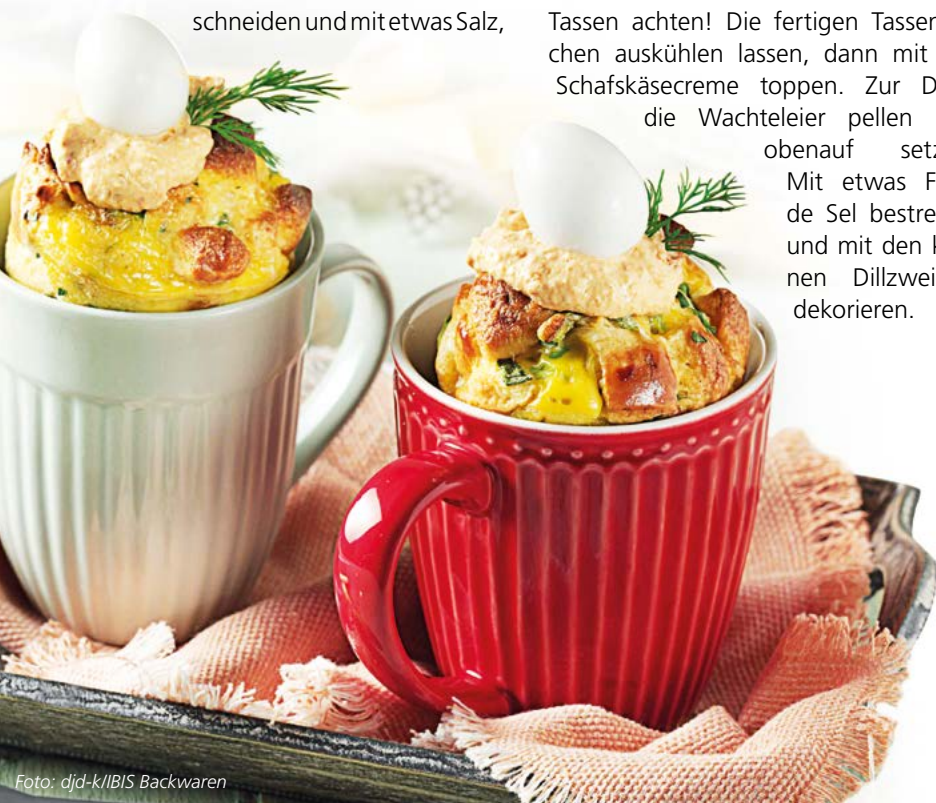 schneiden und mit etwas Salz,
Tassen achten! Die fertigen Tassen
chen auskühlen lassen, dann mit
Schafskäsecreme toppen. Zur D
die Wachteleier pellen
obenauf setz
Mit etwas F
de Sel bestre
und mit den k
nen Dillzwei
dekorieren.
Foto: djd-k/IBIS Backwaren